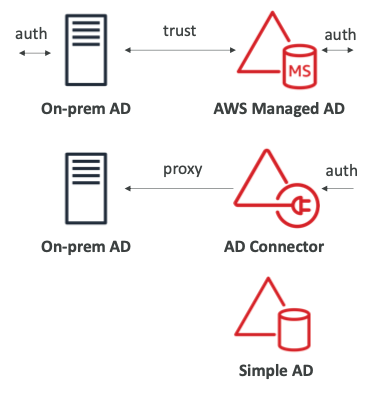 auth
trust
auth
MS
On-prem AD
AWS Managed AD
proxy
auth
On-prem AD
AD Connector
Simple AD